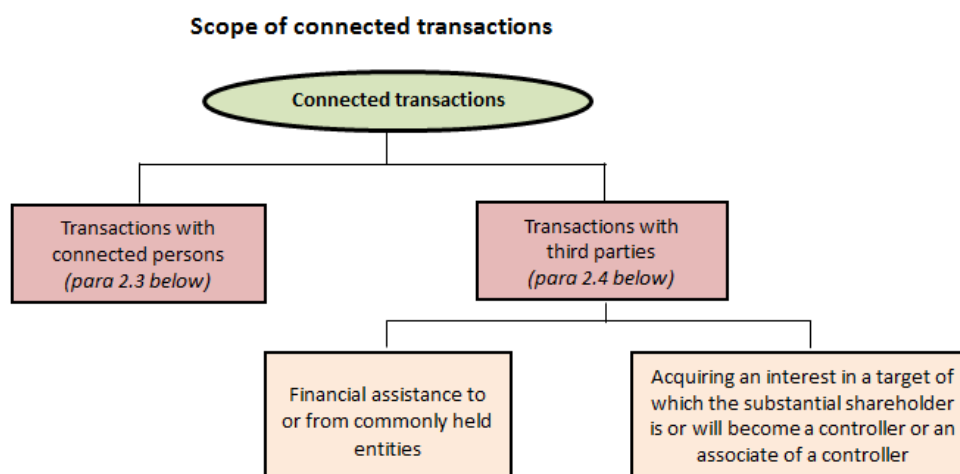 Scope of connected transactions
Connected transactions
Transactions with
connected persons
(para 2.3 below)
Transactions with
third parties
(para 2.4 below)
Financial assistance to
or from commonly held
entities
Acquiring an interest in a target of
which the substantial shareholder
is or will become a controller or an
associate of a controller